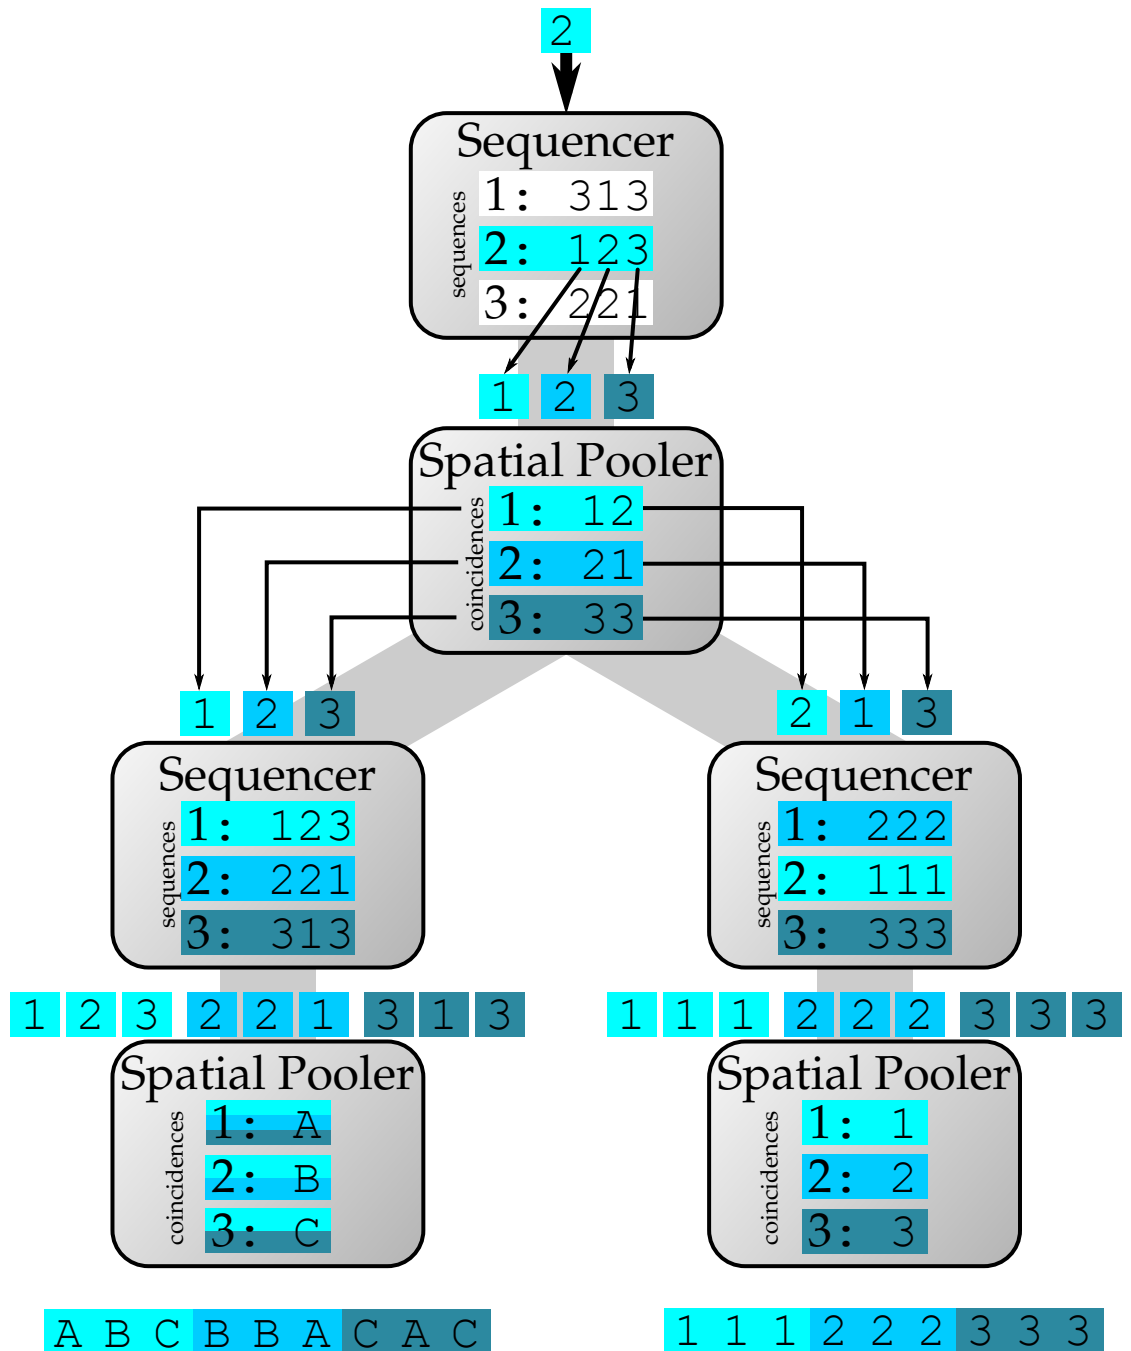 2
Sequencer
sequences
1: 313
2: 123
3: 221
1 2 3
Spatial Pooler
coincidences
1: 12
2: 21
3: 33
1 2 3
2 1 3
Sequencer
sequences
1: 123
2: 221
3: 313
Sequencer
sequences
1: 222
2: 111
3: 333
1 2 3 2 2 1 3 1 3
1 1 1 2 2 2 3 3 3
Spatial Pooler
coincidences
1: A
2: B
3: C
Spatial Pooler
coincidences
1: 1
2: 2
3: 3
A B C B B A C A C
1 1 1 2 2 2 3 3 3